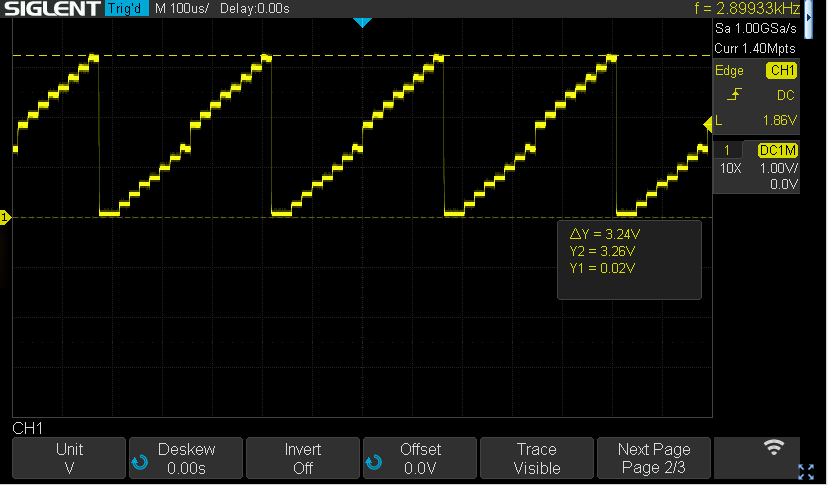 SIGLENT Trig'd M 100us/ Delay:0.00s f = 2.89933kHz
Sa 1.00GSa/s
Curr 1.40Mpts
Edge CH1
DC
L 1.86V
1 DC1M
10X 1.00V/
0.0V
1
△Y = 3.24V
Y2 = 3.26V
Y1 = 0.02V
CH1
Unit Deskew Invert Offset Trace Next Page
V 0.00s Off 0.0V Visible Page 2/3